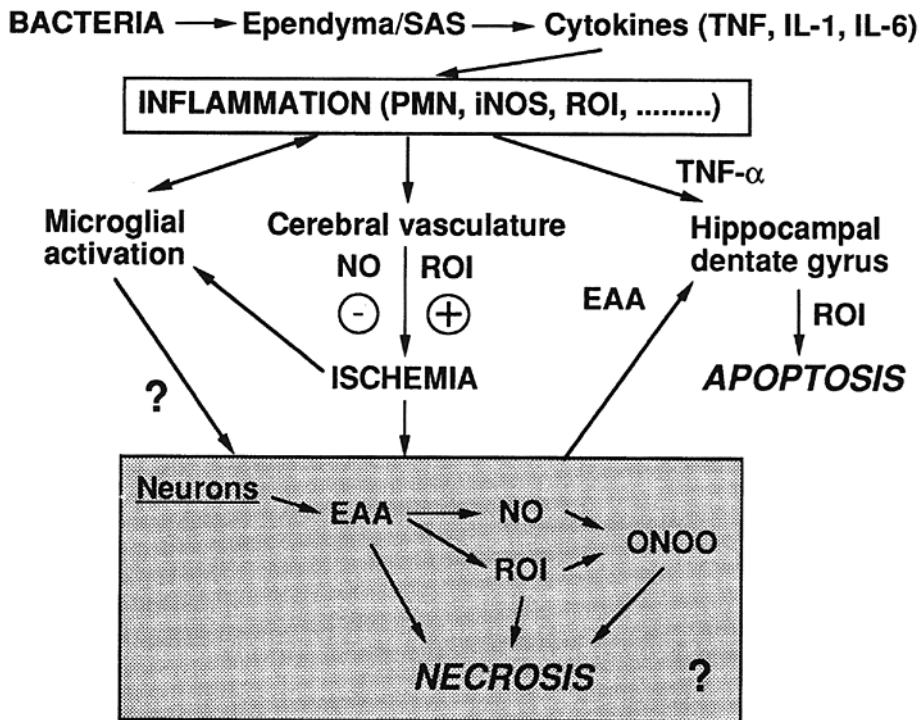 BACTERIA Ependyma/SAS Cytokines (TNF, IL-1, IL-6)
INFLAMMATION (PMN, iNOS, ROI, .........)
TNF-α
Microglial
activation
Cerebral vasculature
Hippocampal
dentate gyrus
NO ROI
- +
EAA
ROI
ISCHEMIA
APOPTOSIS
?
Neurons
EAA
NO
ONOO
ROI
NECROSIS
?